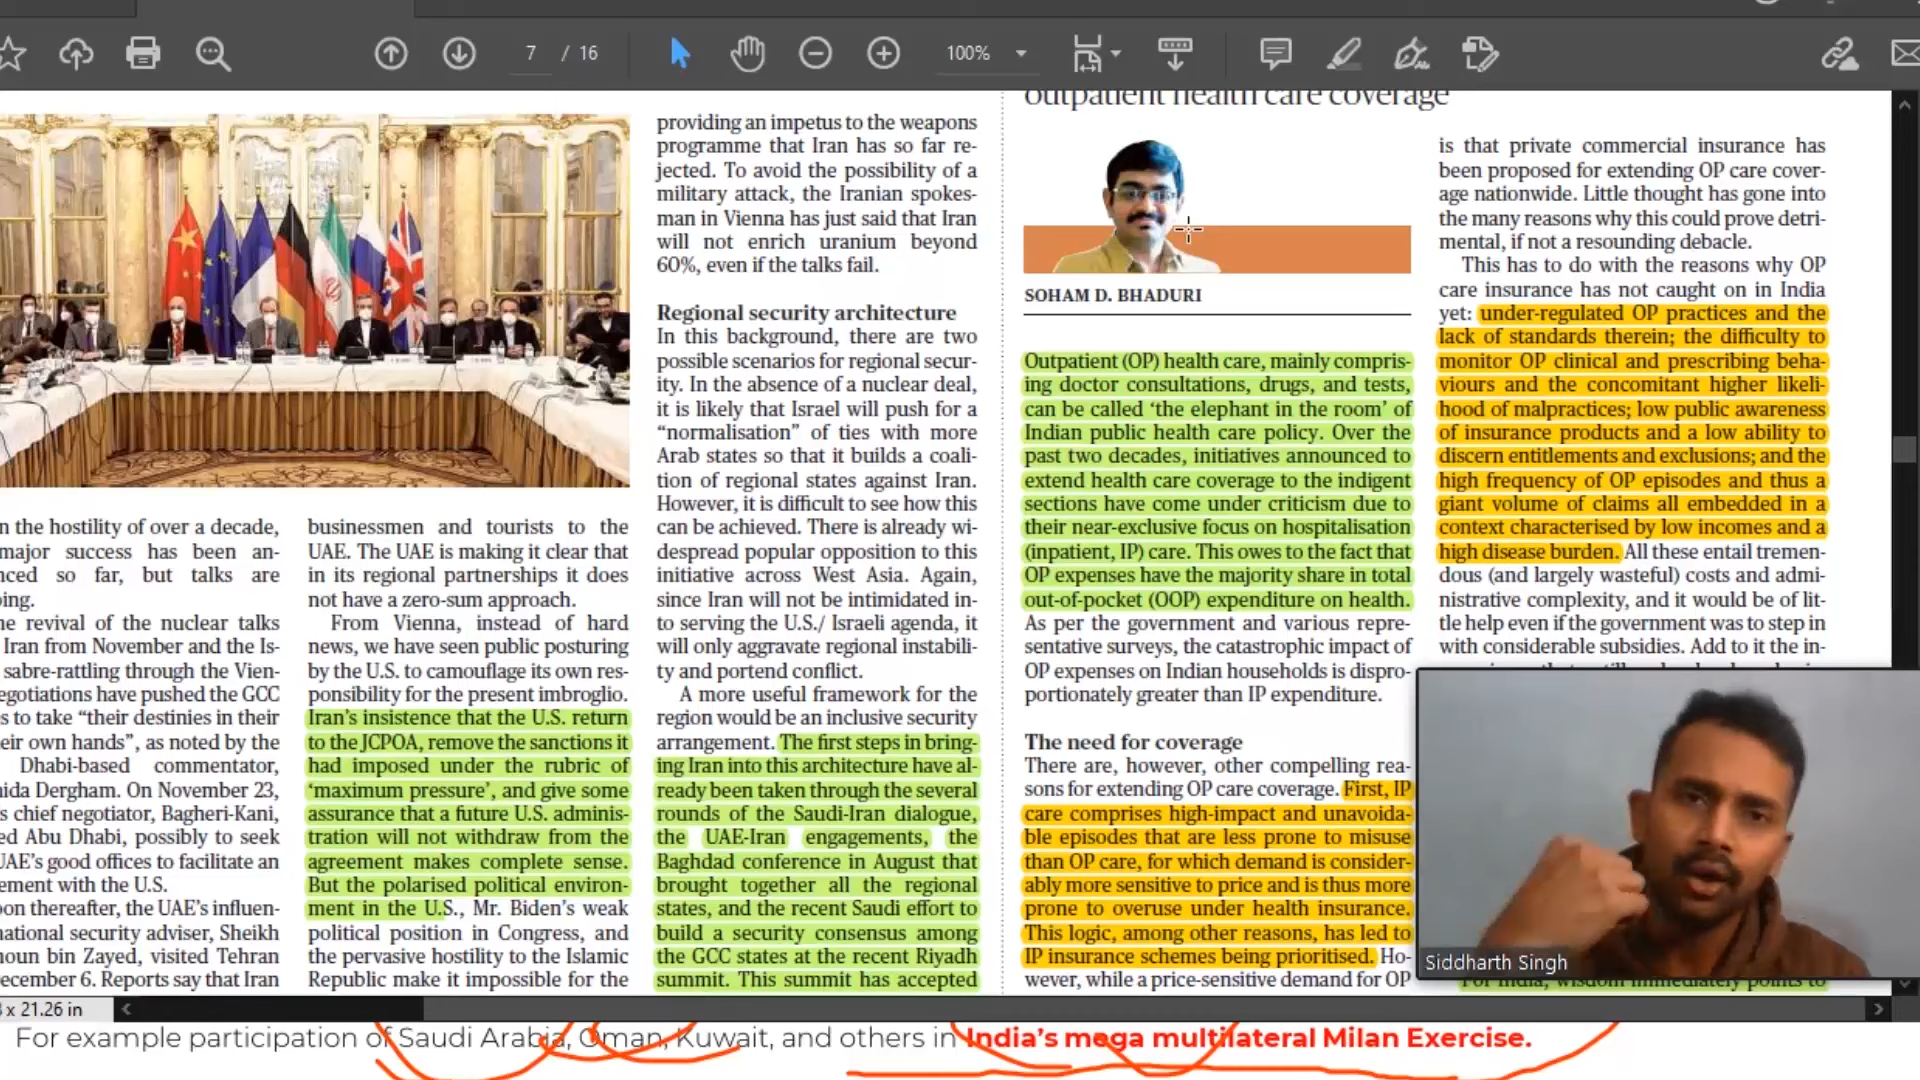 7 / 16
100%
n the hostility of over a decade,
major success has been an-
nced so far, but talks are
ing.
e revival of the nuclear talks
Iran from November and the Is-
sabre-rattling through the Vien-
egotiations have pushed the GCC
s to take “their destinies in their
eir own hands”, as noted by the
Dhabi-based commentator,
ida Dergham. On November 23,
s chief negotiator, Bagheri-Kani,
ed Abu Dhabi, possibly to seek
UAE’s good offices to facilitate an
ement with the U.S.
on thereafter, the UAE’s influen-
national security adviser, Sheikh
noun bin Zayed, visited Tehran
ecember 6. Reports say that Iran
businessmen and tourists to the
UAE. The UAE is making it clear that
in its regional partnerships it does
not have a zero-sum approach.
From Vienna, instead of hard
news, we have seen public posturing
by the U.S. to camouflage its own res-
ponsibility for the present imbroglio.
Iran’s insistence that the U.S. return
to the JCPOA, remove the sanctions it
had imposed under the rubric of
‘maximum pressure’, and give some
assurance that a future U.S. adminis-
tration will not withdraw from the
agreement makes complete sense.
But the polarised political environ-
ment in the U.S., Mr. Biden’s weak
political position in Congress, and
the pervasive hostility to the Islamic
Republic make it impossible for the
providing an impetus to the weapons
programme that Iran has so far re-
jected. To avoid the possibility of a
military attack, the Iranian spokes-
man in Vienna has just said that Iran
will not enrich uranium beyond
60%, even if the talks fail.
Regional security architecture
In this background, there are two
possible scenarios for regional secur-
ity. In the absence of a nuclear deal,
it is likely that Israel will push for a
“normalisation” of ties with more
Arab states so that it builds a coali-
tion of regional states against Iran.
However, it is difficult to see how this
can be achieved. There is already wi-
despread popular opposition to this
initiative across West Asia. Again,
since Iran will not be intimidated in-
to serving the U.S./ Israeli agenda, it
will only aggravate regional instabili-
ty and portend conflict.
A more useful framework for the
region would be an inclusive security
arrangement. The first steps in bring-
ing Iran into this architecture have al-
ready been taken through the several
rounds of the Saudi-Iran dialogue,
the UAE-Iran engagements, the
Baghdad conference in August that
brought together all the regional
states, and the recent Saudi effort to
build a security consensus among
the GCC states at the recent Riyadh
summit. This summit has accepted
outpatient health care coverage
SOHAM D. BHADURI
Outpatient (OP) health care, mainly compris-
ing doctor consultations, drugs, and tests,
can be called ‘the elephant in the room’ of
Indian public health care policy. Over the
past two decades, initiatives announced to
extend health care coverage to the indigent
sections have come under criticism due to
their near-exclusive focus on hospitalisation
(inpatient, IP) care. This owes to the fact that
OP expenses have the majority share in total
out-of-pocket (OOP) expenditure on health.
As per the government and various repre-
sentative surveys, the catastrophic impact of
OP expenses on Indian households is dispro-
portionately greater than IP expenditure.
The need for coverage
There are, however, other compelling rea-
sons for extending OP care coverage. First, IP
care comprises high-impact and unavoida-
ble episodes that are less prone to misuse
than OP care, for which demand is consider-
ably more sensitive to price and is thus more
prone to overuse under health insurance.
This logic, among other reasons, has led to
IP insurance schemes being prioritised. Ho-
wever, while a price-sensitive demand for OP
is that private commercial insurance has
been proposed for extending OP care cover-
age nationwide. Little thought has gone into
the many reasons why this could prove detri-
mental, if not a resounding debacle.
This has to do with the reasons why OP
care insurance has not caught on in India
yet: under-regulated OP practices and the
lack of standards therein; the difficulty to
monitor OP clinical and prescribing beha-
viours and the concomitant higher likeli-
hood of malpractices; low public awareness
of insurance products and a low ability to
discern entitlements and exclusions; and the
high frequency of OP episodes and thus a
giant volume of claims all embedded in a
context characterised by low incomes and a
high disease burden. All these entail tremen-
dous (and largely wasteful) costs and admi-
nistrative complexity, and it would be of lit-
tle help even if the government was to step in
with considerable subsidies. Add to it the in-
Siddharth Singh
For India, wisdom immediately points to
x 21.26 in
For example participation of Saudi Arabia, Oman, Kuwait, and others in India’s mega multilateral Milan Exercise.